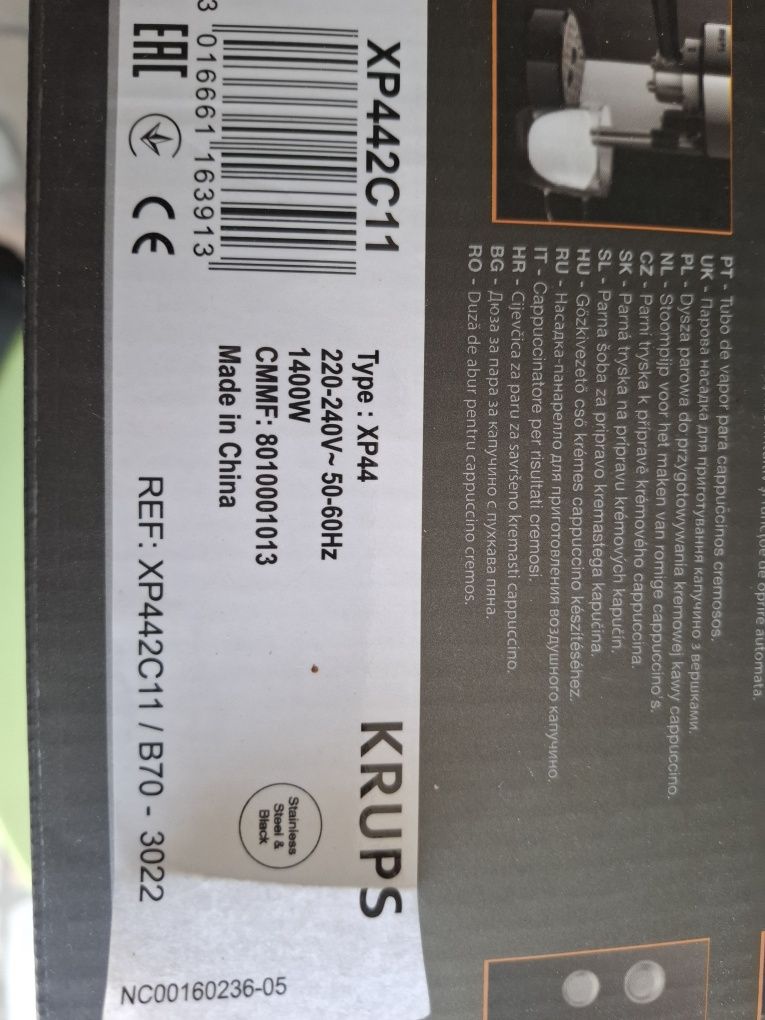 PT - Tubo de vapor para cappuccinos cremosos.
UK - Парова насадка для приготування капучино з вершками.
PL - Dysza parowa do przygotowywania kremowej kawy cappuccino.
NL - Stoompijp voor het maken van romige cappuccino's.
CZ - Parní tryska k přípravě krémového cappuccina.
SK - Parná tryska na prípravu krémových kapučín.
SL - Parna šoba za pripravo kremastega kapučina.
HU - Gőzkivezető cső krémes cappuccino készítéséhez.
RU - Насадка-панарелло для приготовления воздушного капучино.
IT - Cappuccinatore per risultati cremosi.
HR - Cijevčica za paru za savršeno kremasti cappuccino.
BG - Дюза за пара за капучино с пухкава пяна.
RO - Duză de abur pentru cappuccino cremos.
XP442C11
3 016661 163913
EAC
CE
Type : XP44
220-240V~ 50-60Hz
1400W
CMMF: 8010001013
Made in China
REF: XP442C11 / B70 - 3022
KRUPS
Stainless
Steel &
Black
NC00160236-05